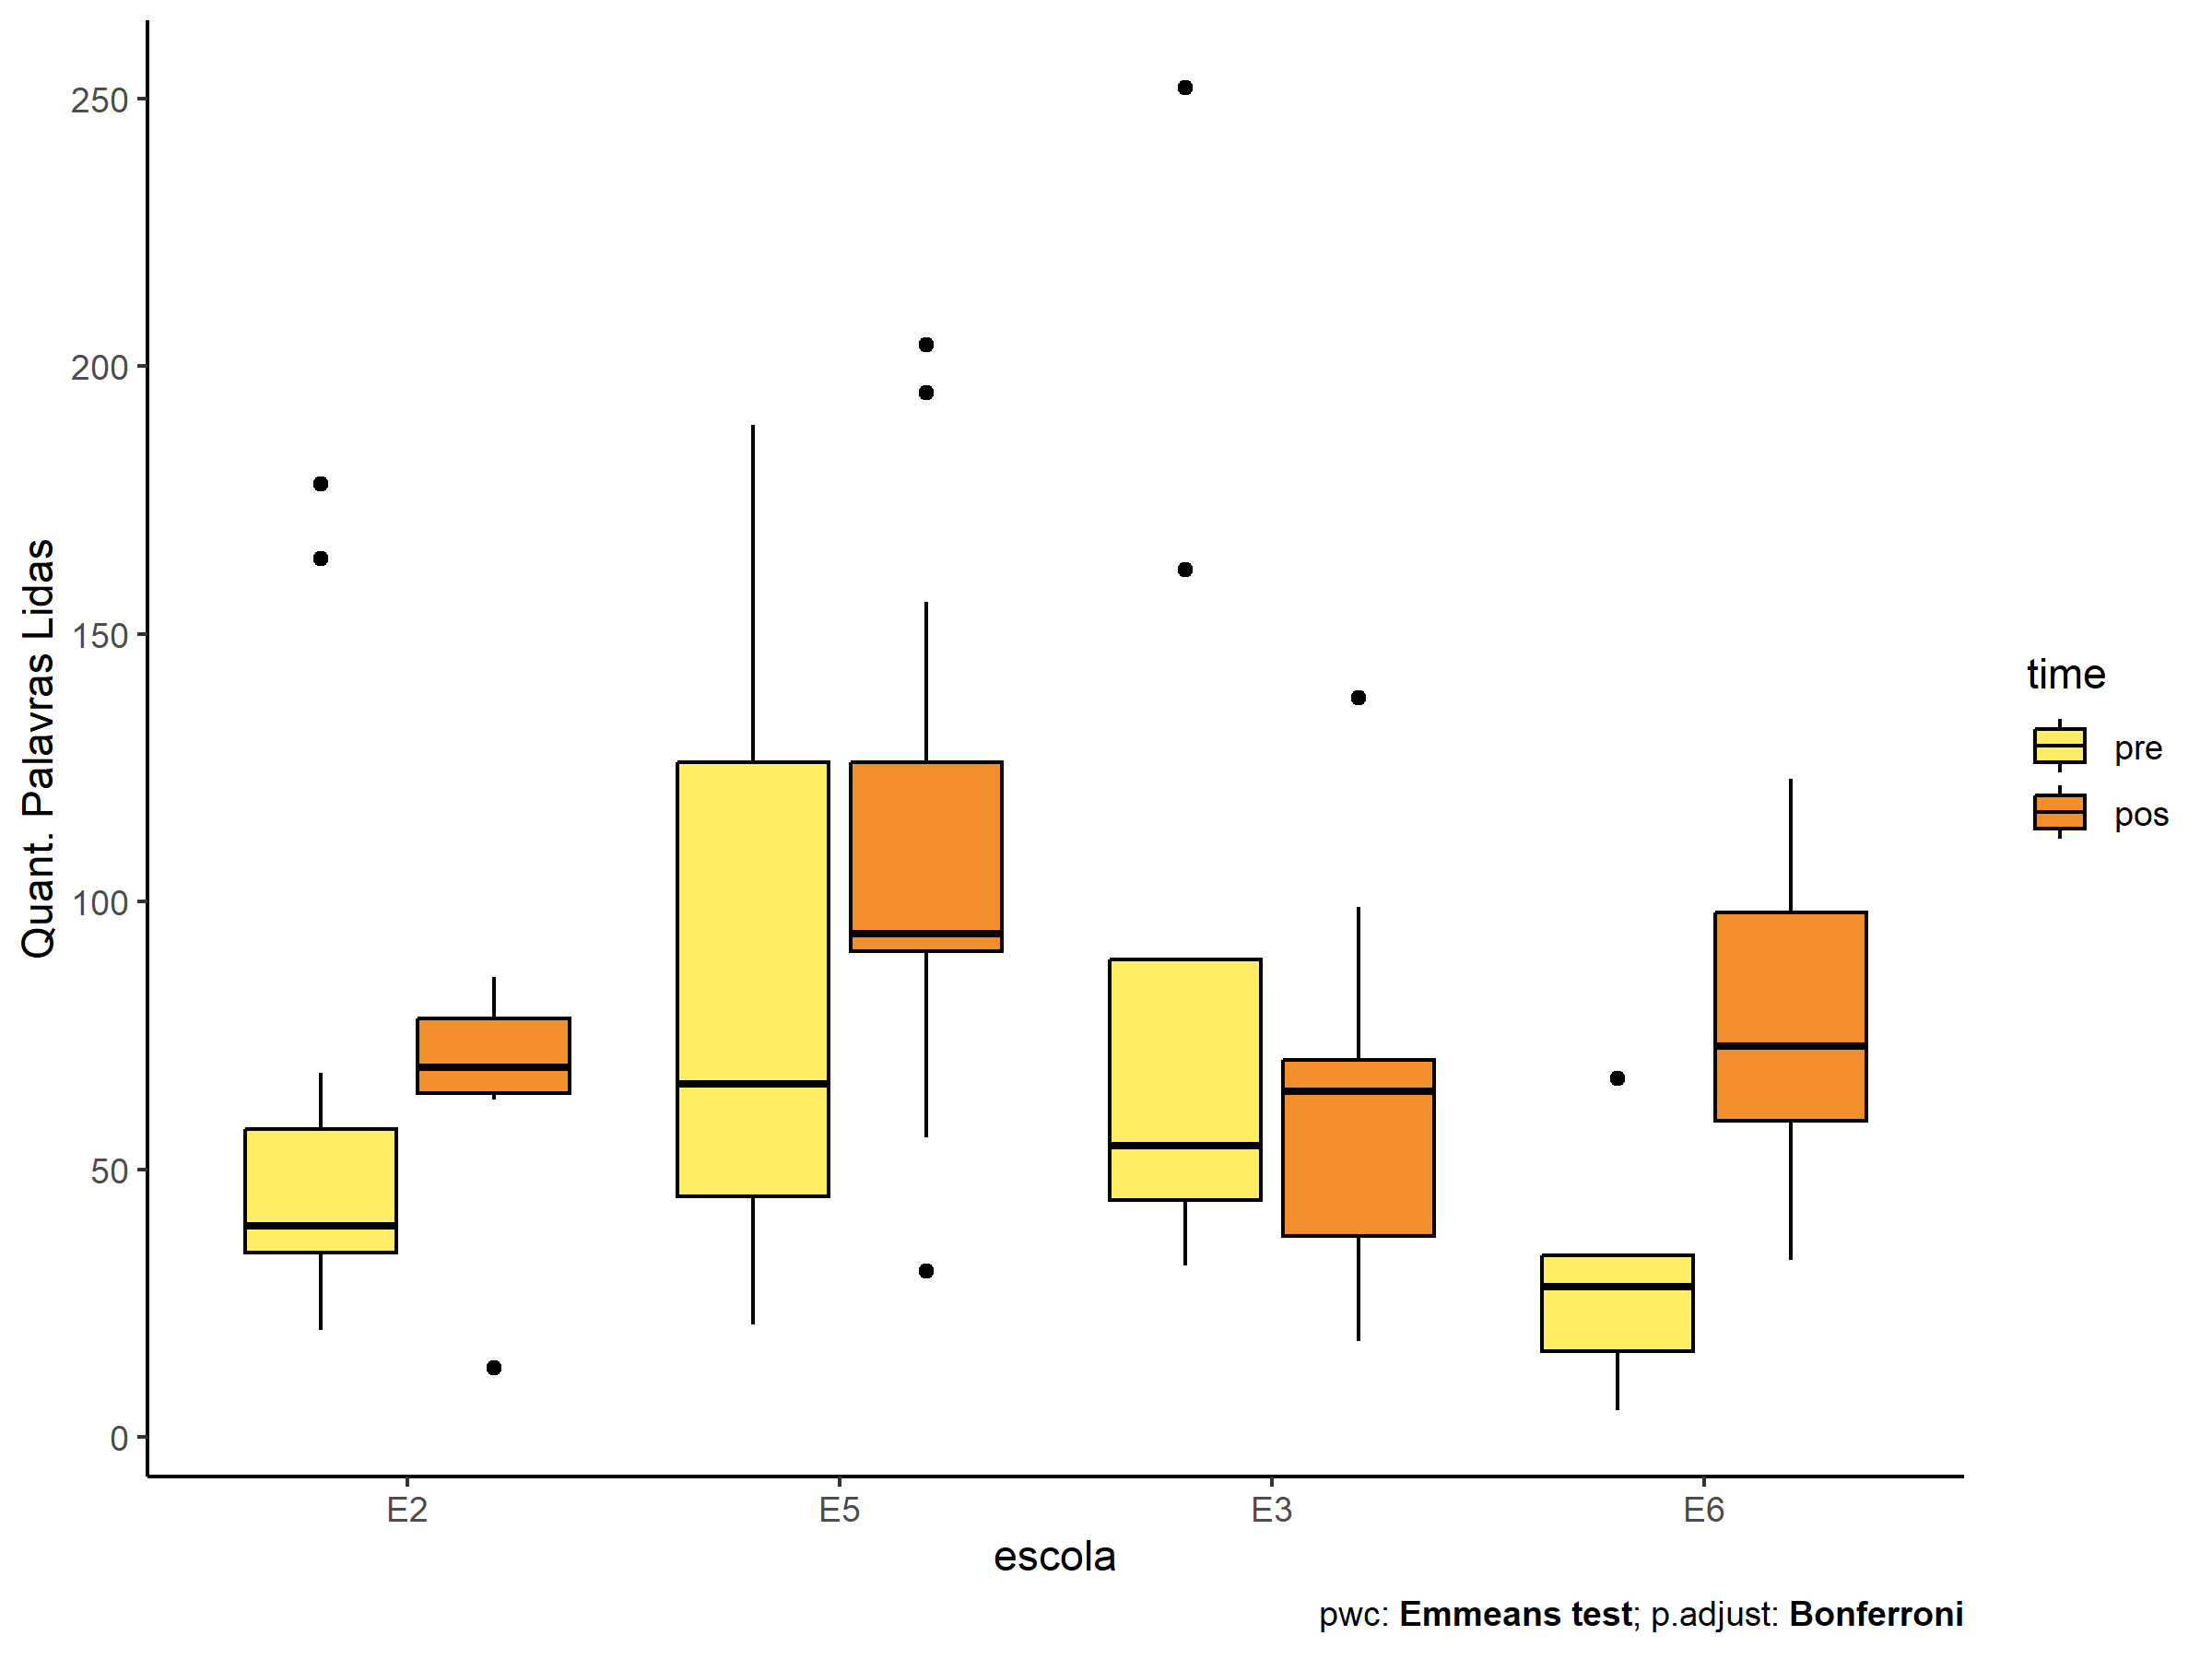 Quant. Palavras Lidas
250
200
150
100
50
0
E2 E5 E3 E6
escola
time
pre
pos
pwc: Emmeans test; p.adjust: Bonferroni